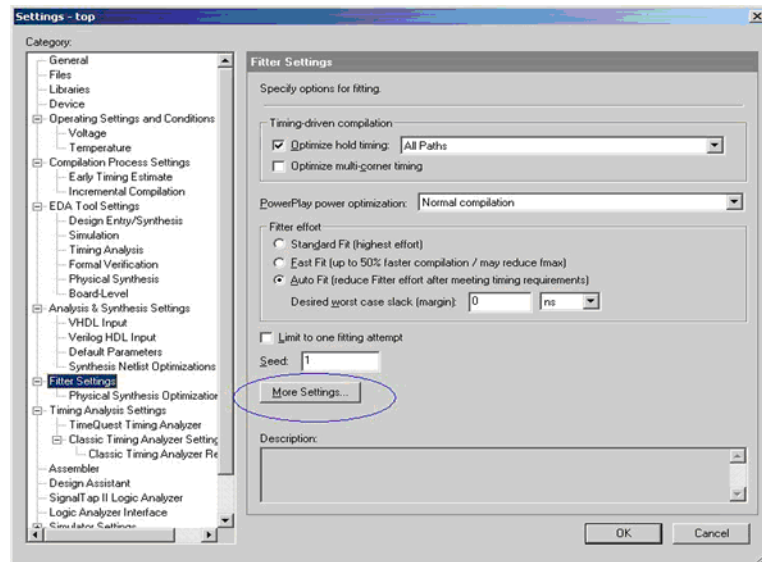 Settings - top
Category:
General
Files
Libraries
Device
Operating Settings and Conditions
Voltage
Temperature
Compilation Process Settings
Early Timing Estimate
Incremental Compilation
EDA Tool Settings
Design Entry/Synthesis
Simulation
Timing Analysis
Formal Verification
Physical Synthesis
Board-Level
Analysis & Synthesis Settings
VHDL Input
Verilog HDL Input
Default Parameters
Synthesis Netlist Optimizations
Fitter Settings
Physical Synthesis Optimization
Timing Analysis Settings
TimeQuest Timing Analyzer
Classic Timing Analyzer Setting
Classic Timing Analyzer Re
Assembler
Design Assistant
SignalTap II Logic Analyzer
Logic Analyzer Interface
Simulator Settings
Fitter Settings
Specify options for fitting.
Timing-driven compilation
Optimize hold timing: All Paths
Optimize multi-corner timing
PowerPlay power optimization: Normal compilation
Fitter effort
Standard Fit (highest effort)
Fast Fit (up to 50% faster compilation / may reduce fmax)
Auto Fit (reduce Fitter effort after meeting timing requirements)
Desired worst case slack (margin): 0 ns
Limit to one fitting attempt
Seed: 1
More Settings...
Description:
OK Cancel